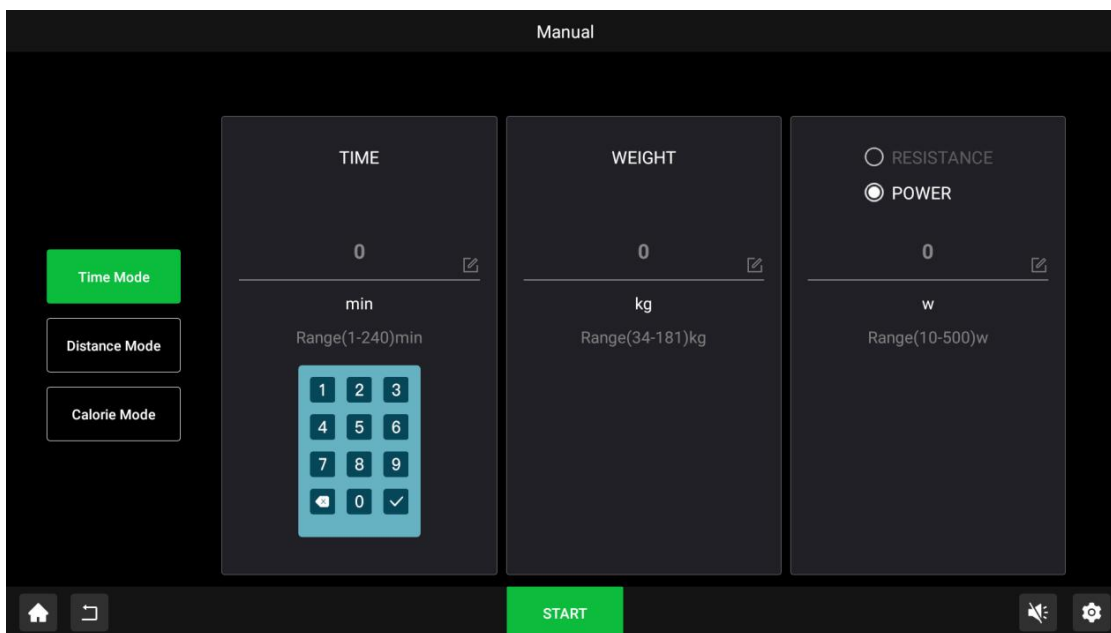 Manual
Time Mode
Distance Mode
Calorie Mode
TIME
0
min
Range(1-240)min
1 2 3
4 5 6
7 8 9
0
WEIGHT
0
kg
Range(34-181)kg
RESISTANCE
POWER
0
w
Range(10-500)w
START